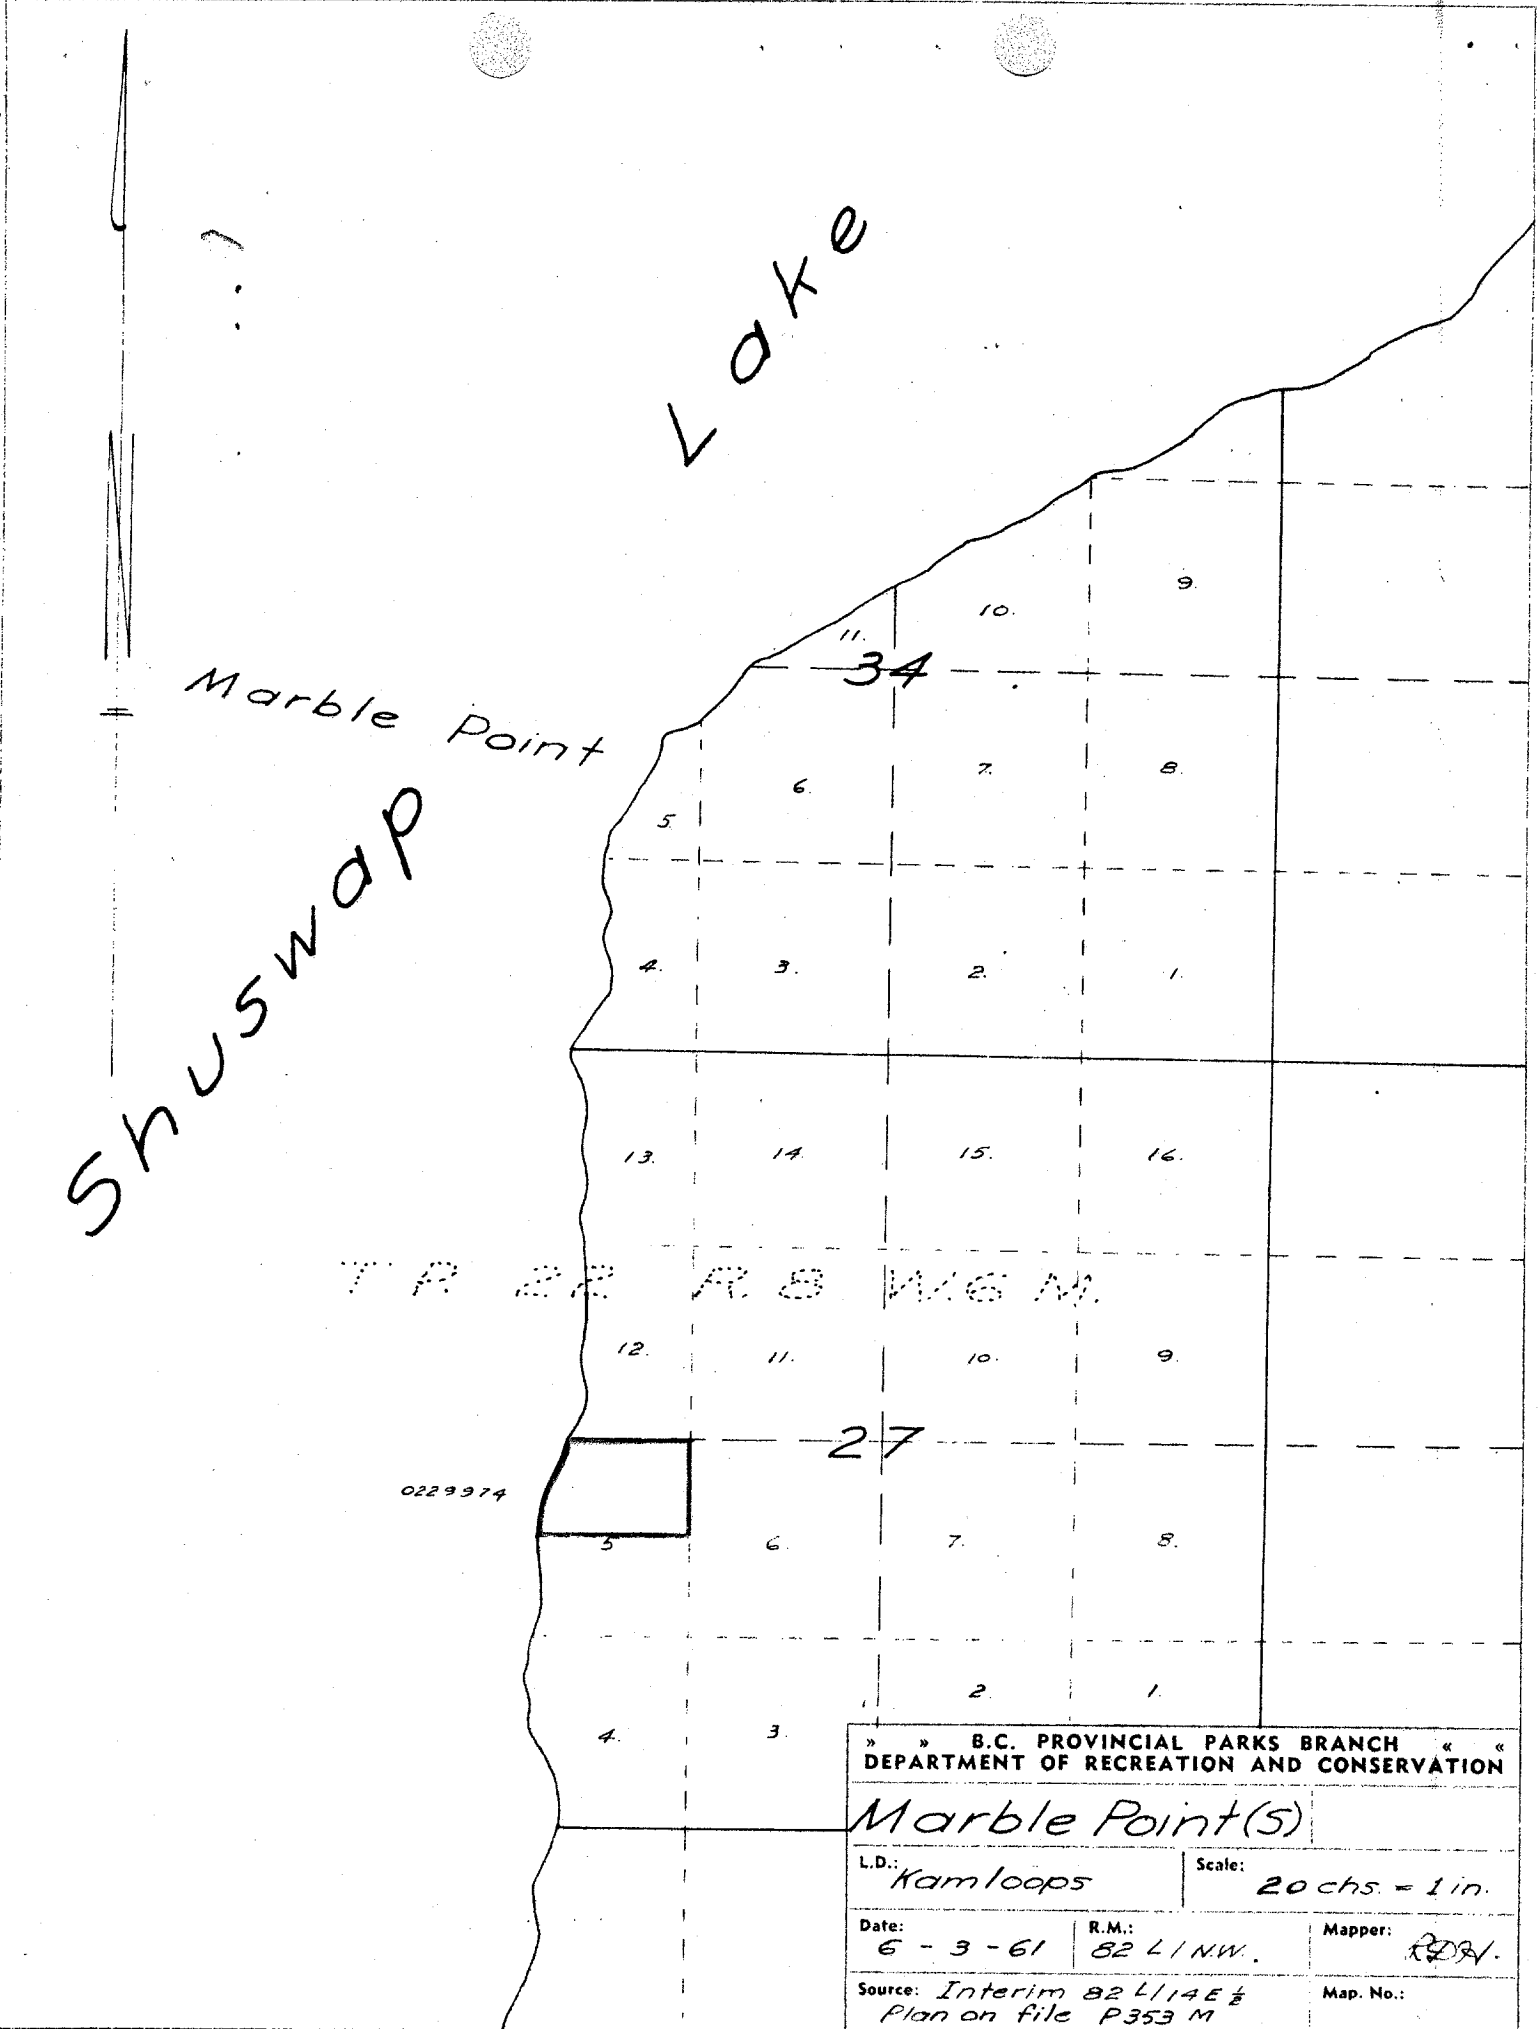 Lake
9.
10.
11.
34
Marble Point
6.
7.
8.
5.
Shuswap
4.
3.
2.
1.
13.
14.
15.
16.
TP. 22 R. 8 W. 6 M.
12.
11.
10.
9.
27
0229974
5
6.
7.
8.
2.
1.
4.
3.
» » B.C. PROVINCIAL PARKS BRANCH « «
DEPARTMENT OF RECREATION AND CONSERVATION
Marble Point(s)
L.D.: Kamloops
Scale: 20 chs. = 1 in.
Date: 6 - 3 - 61
R.M.: 82 L/N.W.
Mapper:
Source: Interim 82 L/14 E ½
Plan on file P353 M
Map. No.: